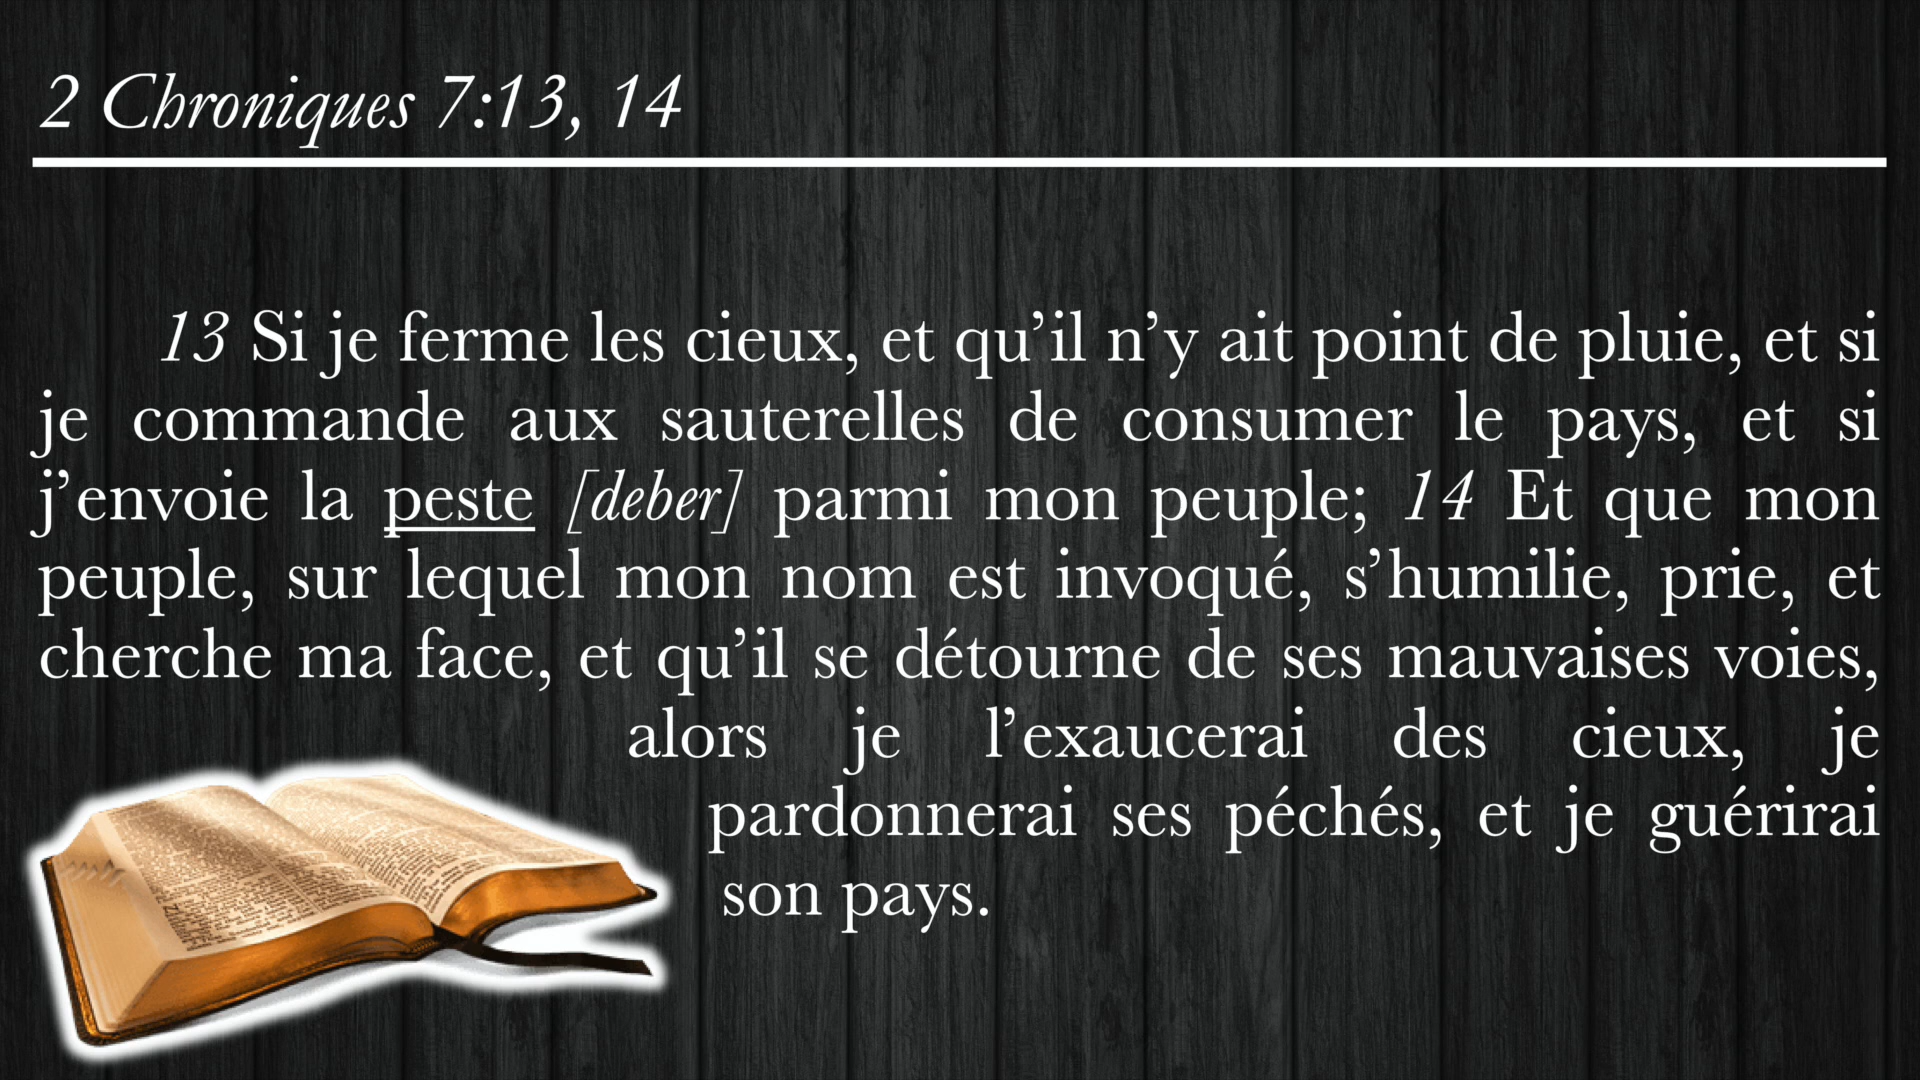 2 Chroniques 7:13, 14
13 Si je ferme les cieux, et qu’il n’y ait point de pluie, et si
je commande aux sauterelles de consumer le pays, et si
j’envoie la peste [deber] parmi mon peuple; 14 Et que mon
peuple, sur lequel mon nom est invoqué, s’humilie, prie, et
cherche ma face, et qu’il se détourne de ses mauvaises voies,
alors je l’exaucerai des cieux, je
pardonnerai ses péchés, et je guérirai
son pays.